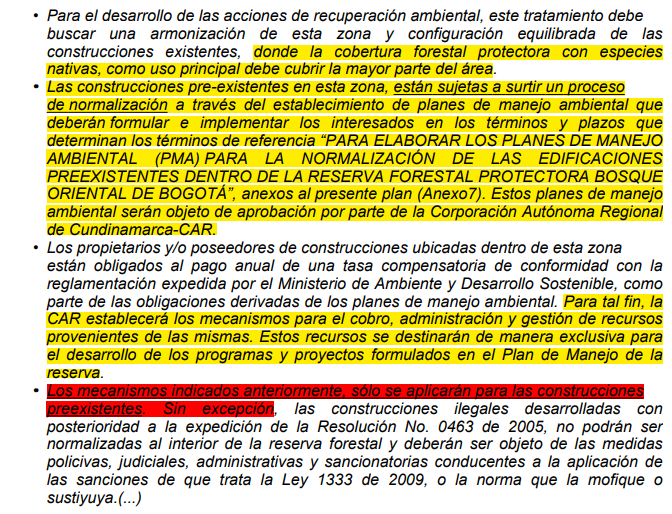 • Para el desarrollo de las acciones de recuperación ambiental, este tratamiento debe
buscar una armonización de esta zona y configuración equilibrada de las
construcciones existentes, donde la cobertura forestal protectora con especies
nativas, como uso principal debe cubrir la mayor parte del área.
• Las construcciones pre-existentes en esta zona, están sujetas a surtir un proceso
de normalización a través del establecimiento de planes de manejo ambiental que
deberán formular e implementar los interesados en los términos y plazos que
determinan los términos de referencia “PARA ELABORAR LOS PLANES DE MANEJO
AMBIENTAL (PMA) PARA LA NORMALIZACIÓN DE LAS EDIFICACIONES
PREEXISTENTES DENTRO DE LA RESERVA FORESTAL PROTECTORA BOSQUE
ORIENTAL DE BOGOTÁ”, anexos al presente plan (Anexo7). Estos planes de manejo
ambiental serán objeto de aprobación por parte de la Corporación Autónoma Regional
de Cundinamarca-CAR.
• Los propietarios y/o poseedores de construcciones ubicadas dentro de esta zona
están obligados al pago anual de una tasa compensatoria de conformidad con la
reglamentación expedida por el Ministerio de Ambiente y Desarrollo Sostenible, como
parte de las obligaciones derivadas de los planes de manejo ambiental. Para tal fin, la
CAR establecerá los mecanismos para el cobro, administración y gestión de recursos
provenientes de las mismas. Estos recursos se destinarán de manera exclusiva para
el desarrollo de los programas y proyectos formulados en el Plan de Manejo de la
reserva.
• Los mecanismos indicados anteriormente, sólo se aplicarán para las construcciones
preexistentes. Sin excepción, las construcciones ilegales desarrolladas con
posterioridad a la expedición de la Resolución No. 0463 de 2005, no podrán ser
normalizadas al interior de la reserva forestal y deberán ser objeto de las medidas
policivas, judiciales, administrativas y sancionatorias conducentes a la aplicación de
las sanciones de que trata la Ley 1333 de 2009, o la norma que la mofique o
sustiyuya.(...)